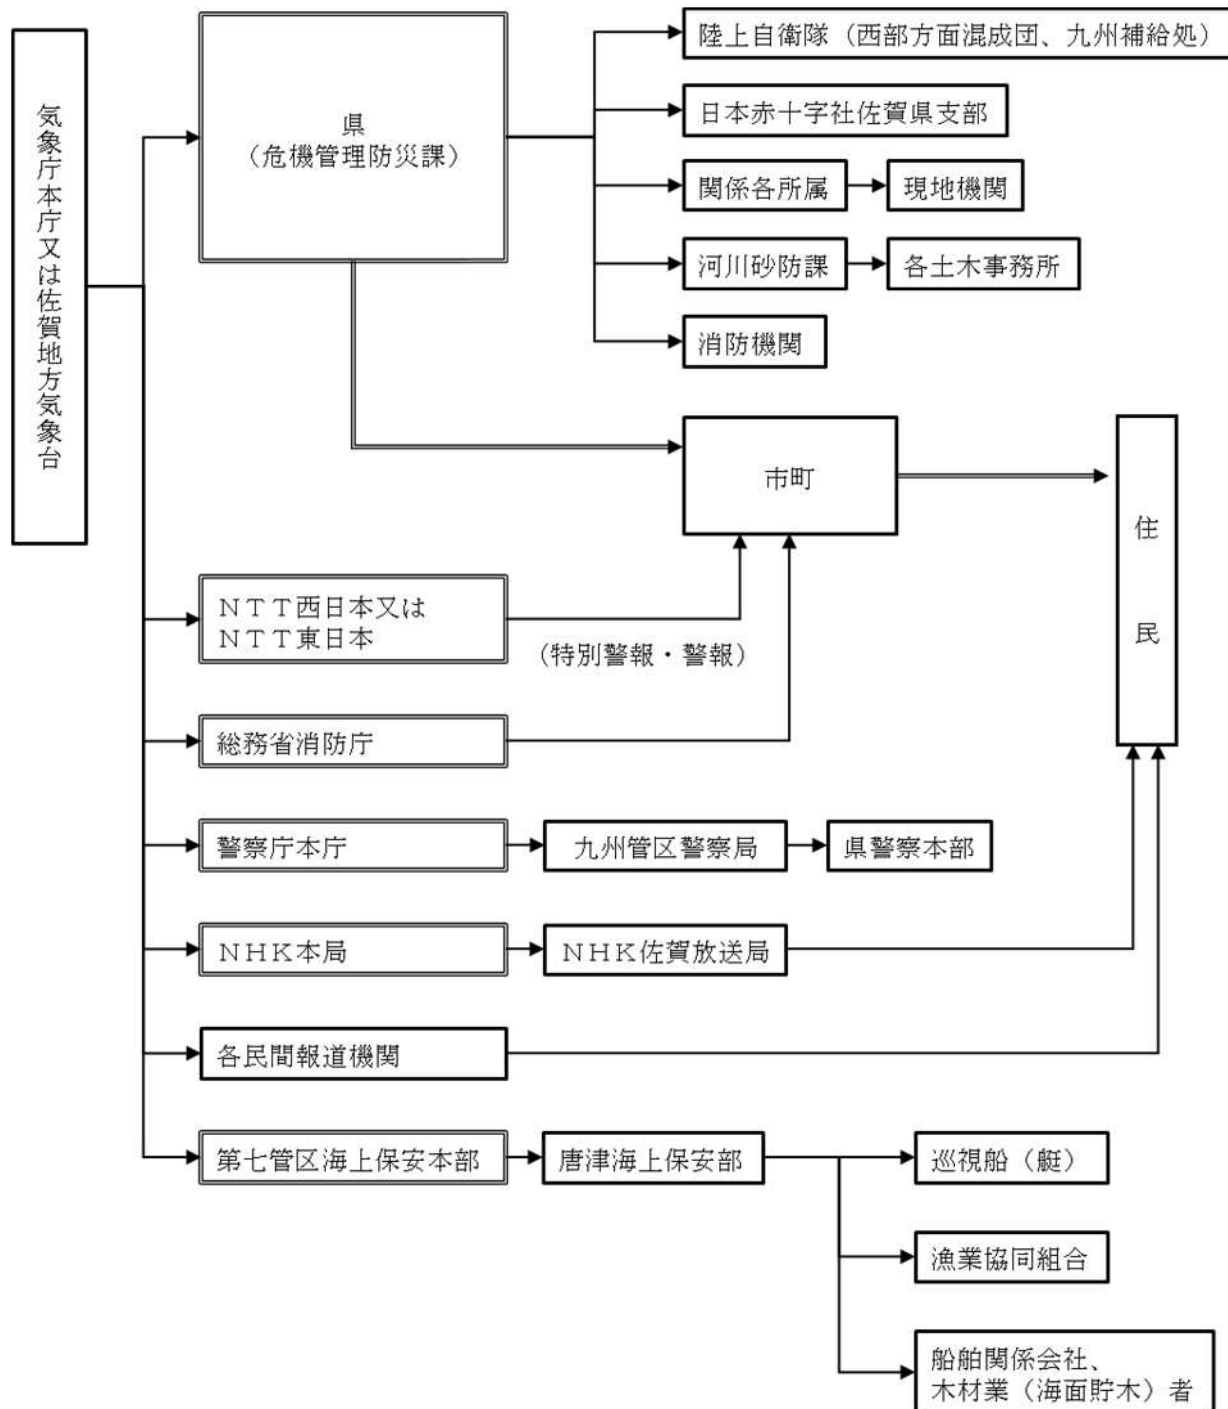 気象庁本庁又は佐賀地方気象台
県
（危機管理防災課）
陸上自衛隊（西部方面混成団、九州補給処）
日本赤十字社佐賀県支部
関係各所属
現地機関
河川砂防課
各土木事務所
消防機関
市町
住民
ＮＴＴ西日本又は
ＮＴＴ東日本
（特別警報・警報）
総務省消防庁
警察庁本庁
九州管区警察局
県警察本部
ＮＨＫ本局
ＮＨＫ佐賀放送局
各民間報道機関
第七管区海上保安本部
唐津海上保安部
巡視船（艇）
漁業協同組合
船舶関係会社、
木材業（海面貯木）者